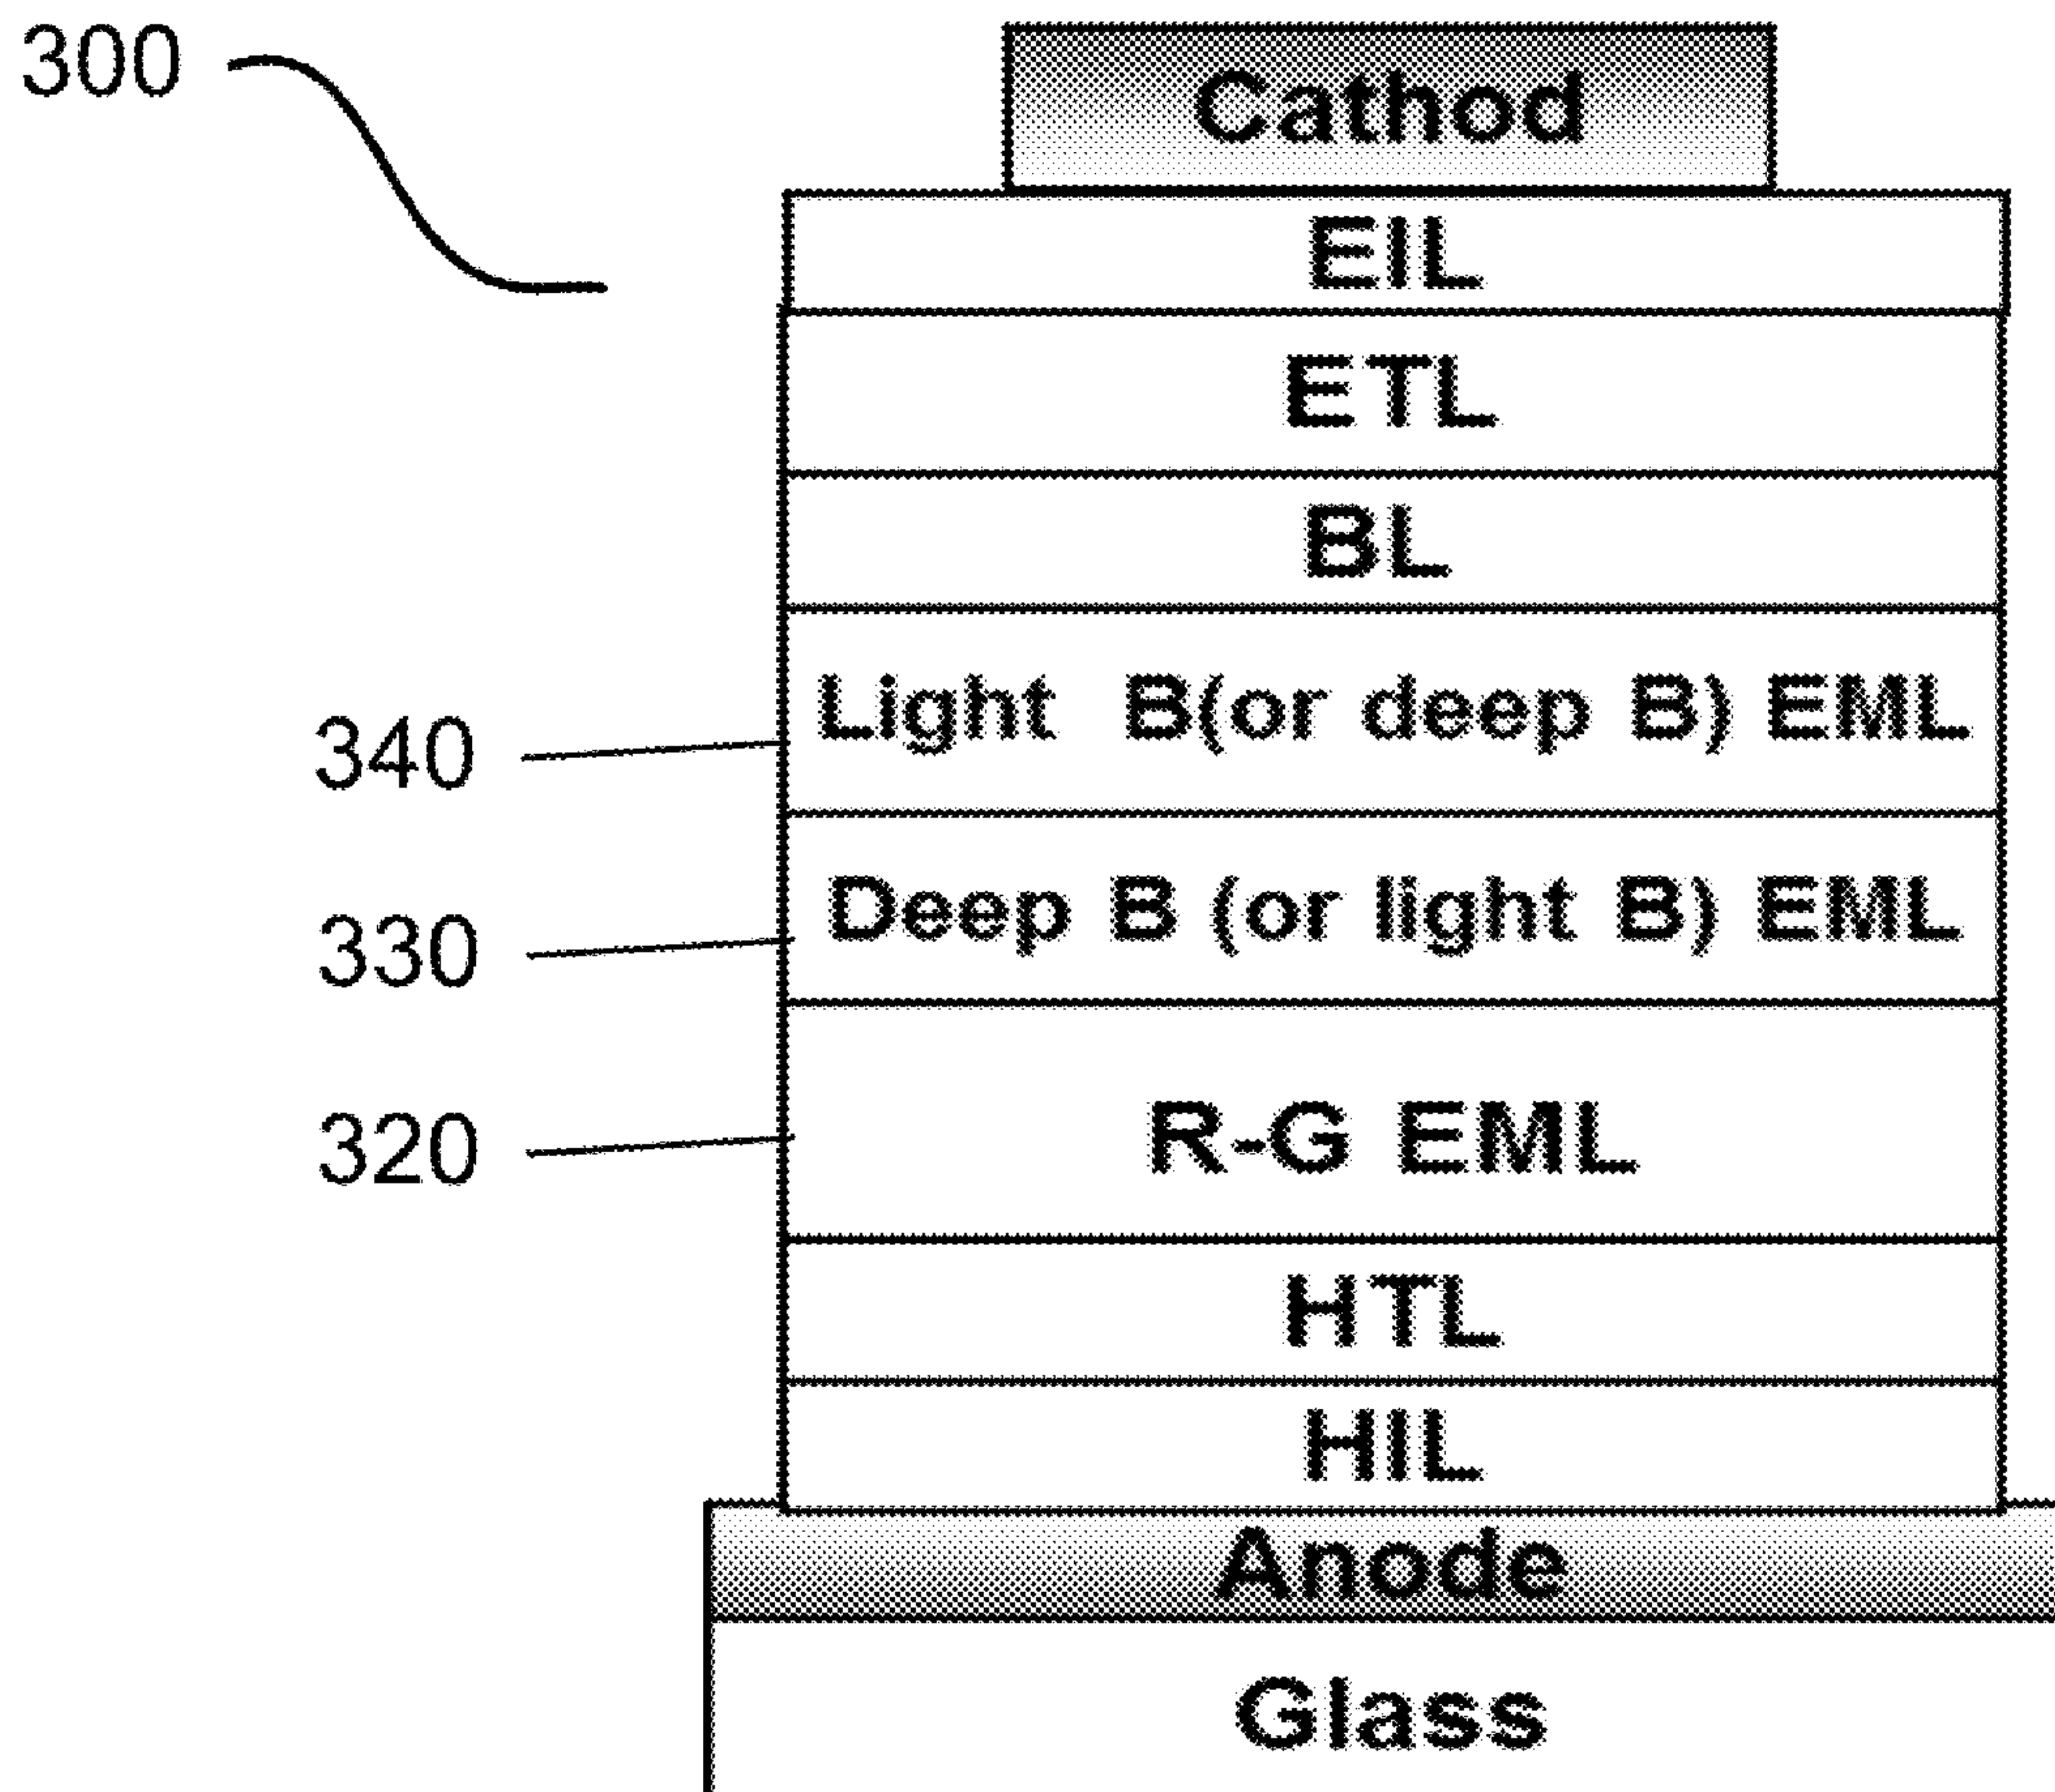 300
Cathod
EIL
ETL
BL
Light B(or deep B) EML
340
Deep B (or light B) EML
330
R-G EML
320
HTL
HIL
Anode
Glass